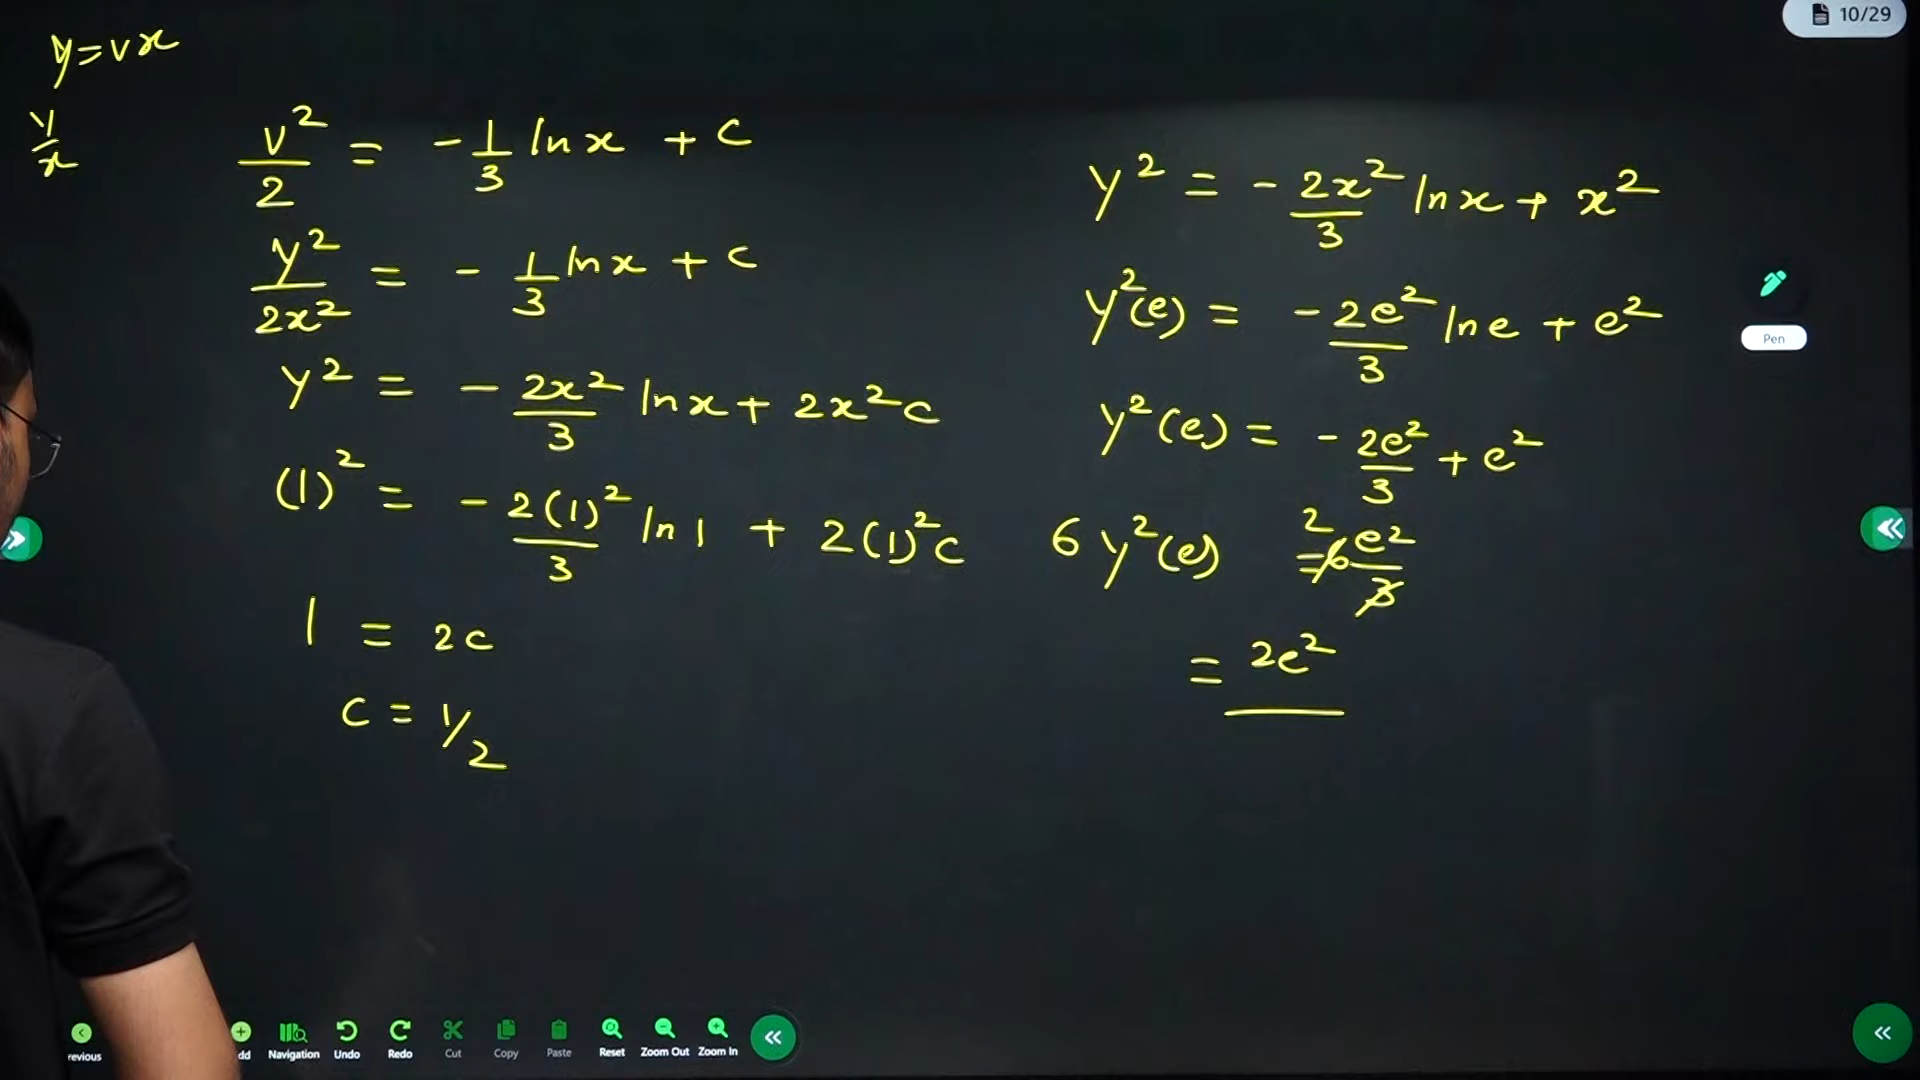 10/29
y = vx
y/x
v²/2 = - 1/3 ln x + c
y²/2x² = - 1/3 ln x + c
y² = - 2x²/3 ln x + 2x²c
(1)² = - 2(1)²/3 ln 1 + 2(1)²c
1 = 2c
c = 1/2
y² = - 2x²/3 ln x + x²
y²(e) = - 2e²/3 ln e + e²
y²(e) = - 2e²/3 + e²
6 y²(e) = 6 e²/3
2
= 2e²
Pen
revious
dd
Navigation
Undo
Redo
Cut
Copy
Paste
Reset
Zoom Out
Zoom In